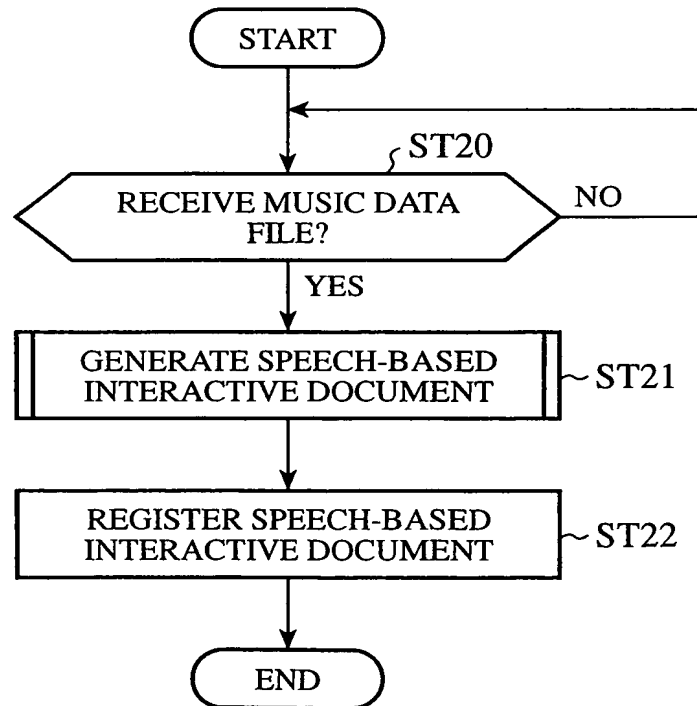 START
ST20
RECEIVE MUSIC DATA
FILE?
NO
YES
GENERATE SPEECH-BASED
INTERACTIVE DOCUMENT
ST21
REGISTER SPEECH-BASED
INTERACTIVE DOCUMENT
ST22
END